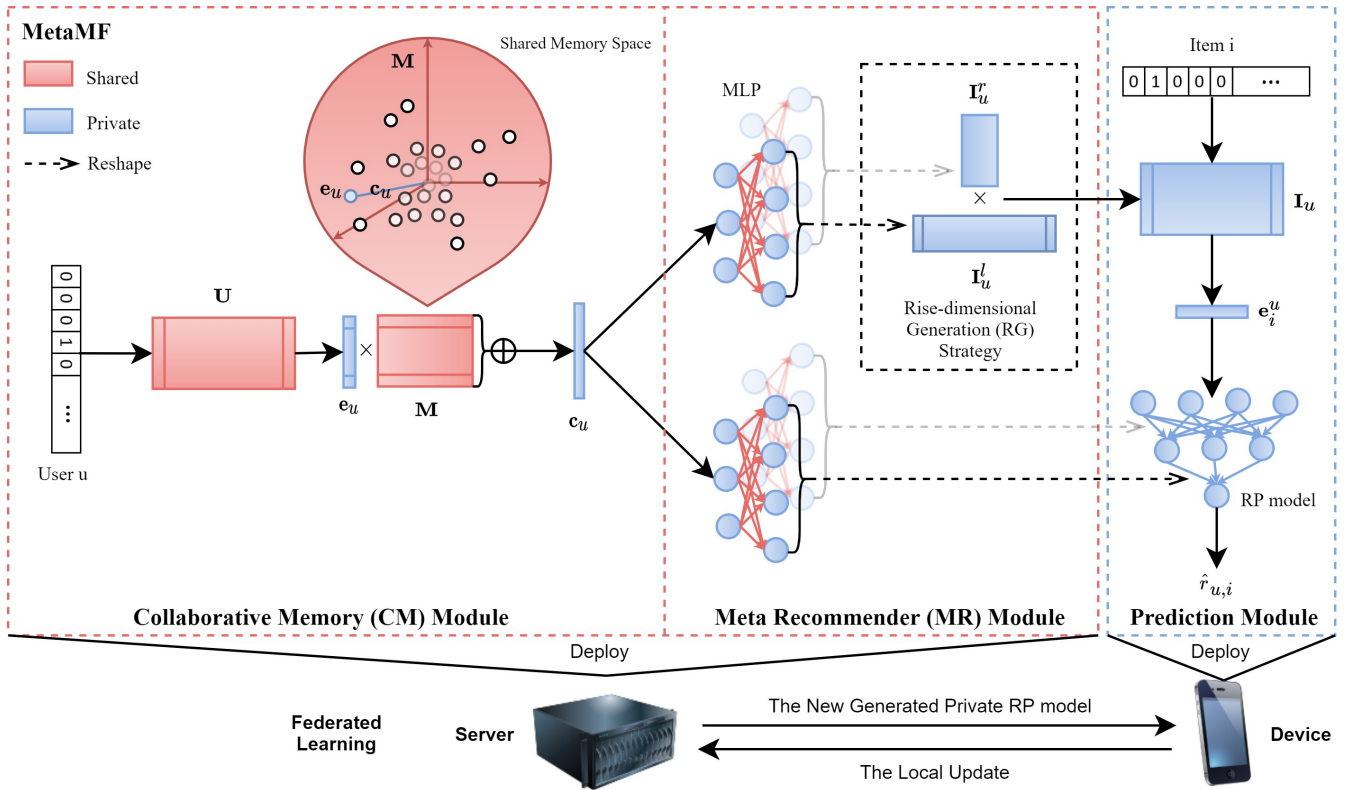 MetaMF
Shared
Private
Reshape
Shared Memory Space
M
e_u
c_u
0
0
0
1
0
...
User u
U
e_u
×
M
c_u
MLP
I_u^r
×
I_u^l
Rise-dimensional
Generation (RG)
Strategy
Item i
0 1 0 0 0 ...
I_u
e_i^u
RP model
r̂_{u,i}
Collaborative Memory (CM) Module
Meta Recommender (MR) Module
Prediction Module
Deploy
Deploy
Federated
Learning
Server
The New Generated Private RP model
The Local Update
Device